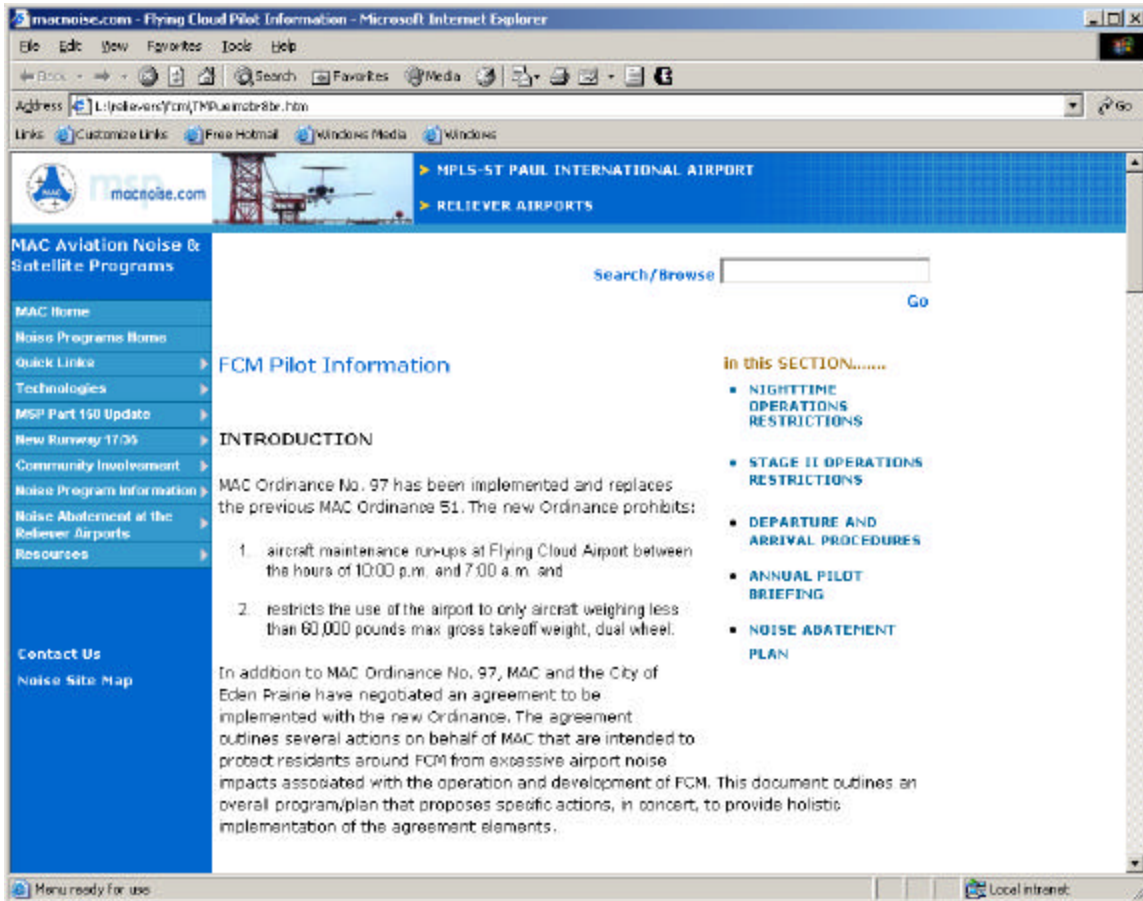 macnoise.com - Flying Cloud Pilot Information - Microsoft Internet Explorer
File Edit View Favorites Tools Help
Back Search Favorites Media
Address Go
Links Customize Links Free Hotmail Windows Media Windows
MAC
msp
macnoise.com
MPLS-ST PAUL INTERNATIONAL AIRPORT
RELIEVER AIRPORTS
MAC Aviation Noise &
Satellite Programs
MAC Home
Noise Programs Home
Quick Links
Technologies
MSP Part 150 Update
New Runway 17/35
Community Involvement
Noise Program Information
Noise Abatement at the
Reliever Airports
Resources
Contact Us
Noise Site Map
Search/Browse
Go
FCM Pilot Information
INTRODUCTION
MAC Ordinance No. 97 has been implemented and replaces
the previous MAC Ordinance 51. The new Ordinance prohibits:
1. aircraft maintenance run-ups at Flying Cloud Airport between
the hours of 10:00 p.m. and 7:00 a.m. and
2. restricts the use of the airport to only aircraft weighing less
than 60,000 pounds max gross takeoff weight, dual wheel.
In addition to MAC Ordinance No. 97, MAC and the City of
Eden Prairie have negotiated an agreement to be
implemented with the new Ordinance. The agreement
outlines several actions on behalf of MAC that are intended to
protect residents around FCM from excessive airport noise
impacts associated with the operation and development of FCM. This document outlines an
overall program/plan that proposes specific actions, in concert, to provide holistic
implementation of the agreement elements.
in this SECTION.......
NIGHTTIME
OPERATIONS
RESTRICTIONS
STAGE II OPERATIONS
RESTRICTIONS
DEPARTURE AND
ARRIVAL PROCEDURES
ANNUAL PILOT
BRIEFING
NOISE ABATEMENT
PLAN
Menu ready for use
Local intranet